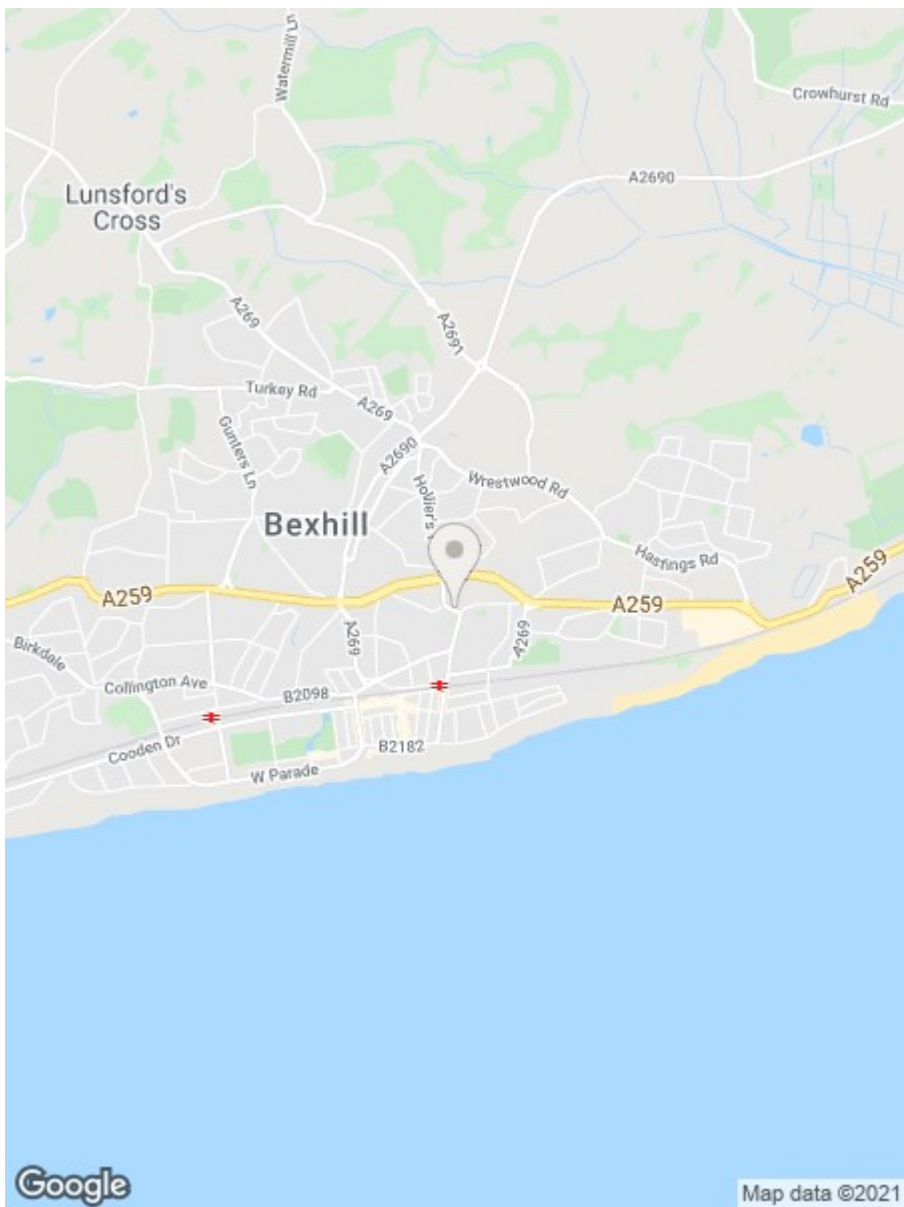 Watermill Ln
Crowhurst Rd
A2690
Lunsford's
Cross
A269
A2691
Turkey Rd
A269
Gunters Ln
A2690
Hollier's
Wrestwood Rd
Bexhill
Hastings Rd
A259
A259
A259
A269
A269
Birkdale
Collington Ave
B2098
Cooden Dr
B2182
W Parade
Google
Map data ©2021